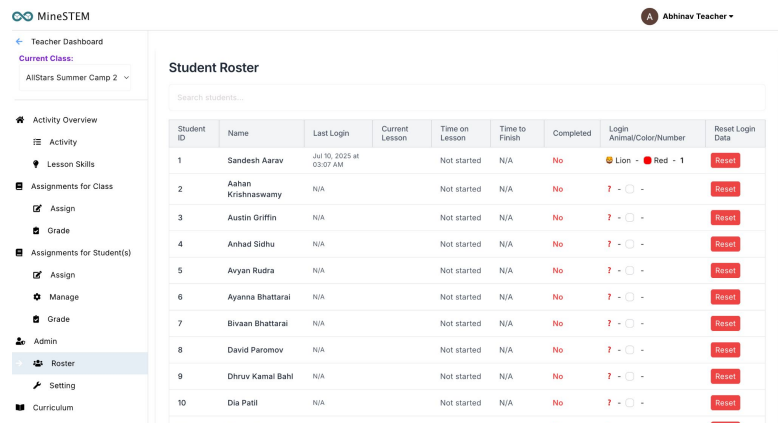 MineSTEM
A Abhinav Teacher
Teacher Dashboard
Current Class:
AllStars Summer Camp 2
Activity Overview
Activity
Lesson Skills
Assignments for Class
Assign
Grade
Assignments for Student(s)
Assign
Manage
Grade
Admin
Roster
Setting
Curriculum
Student Roster
Search students...
Student ID Name Last Login Current Lesson Time on Lesson Time to Finish Completed Login Animal/Color/Number Reset Login Data
1 Sandesh Aarav Jul 10, 2025 at 03:07 AM Not started N/A No Lion - Red - 1 Reset
2 Aahan Krishnaswamy N/A Not started N/A No ? - - Reset
3 Austin Griffin N/A Not started N/A No ? - - Reset
4 Anhad Sidhu N/A Not started N/A No ? - - Reset
5 Avyan Rudra N/A Not started N/A No ? - - Reset
6 Ayanna Bhattarai N/A Not started N/A No ? - - Reset
7 Bivaan Bhattarai N/A Not started N/A No ? - - Reset
8 David Paromov N/A Not started N/A No ? - - Reset
9 Dhruv Kamal Bahl N/A Not started N/A No ? - - Reset
10 Dia Patil N/A Not started N/A No ? - - Reset